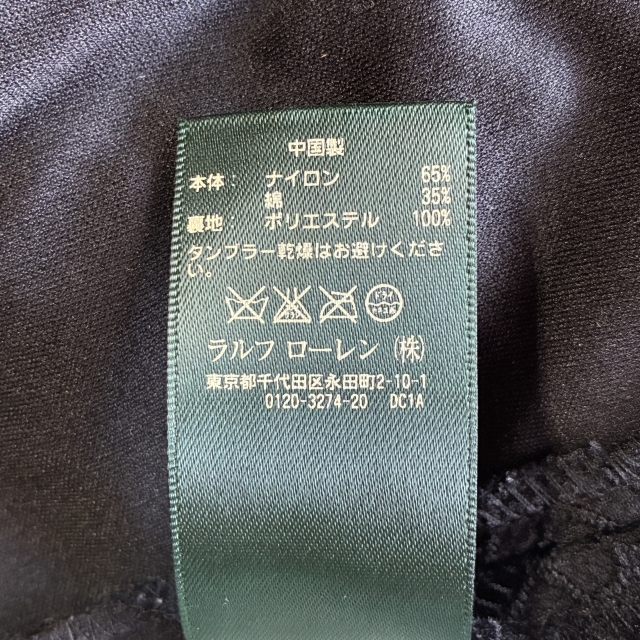 中国製
本体： ナイロン 65%
綿 35%
裏地： ポリエステル 100%
タンブラー乾燥はお避けくださ
い。
ラルフ ローレン (株)
東京都千代田区永田町2-10-1
0120-3274-20 DC1A